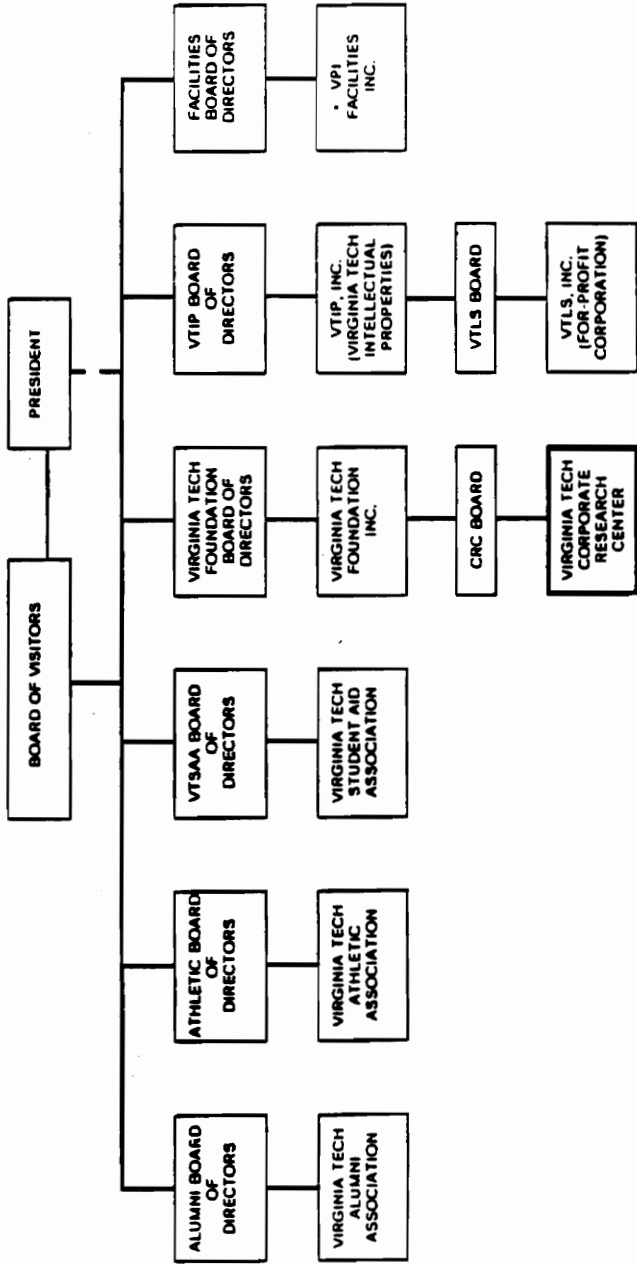 BOARD OF VISITORS
PRESIDENT
ALUMNI BOARD
OF
DIRECTORS
ATHLETIC BOARD
OF
DIRECTORS
VTSAA BOARD
OF
DIRECTORS
VIRGINIA TECH
FOUNDATION
BOARD OF
DIRECTORS
VTIP BOARD
OF
DIRECTORS
FACILITIES
BOARD OF
DIRECTORS
VIRGINIA TECH
ALUMNI
ASSOCIATION
VIRGINIA TECH
ATHLETIC
ASSOCIATION
VIRGINIA TECH
STUDENT AID
ASSOCIATION
VIRGINIA TECH
FOUNDATION
INC.
VTIP, INC.
(VIRGINIA TECH
INTELLECTUAL
PROPERTIES)
• VPI
FACILITIES
INC.
CRC BOARD
VTLS BOARD
VIRGINIA TECH
CORPORATE
RESEARCH
CENTER
VTLS, INC.
(FOR-PROFIT
CORPORATION)